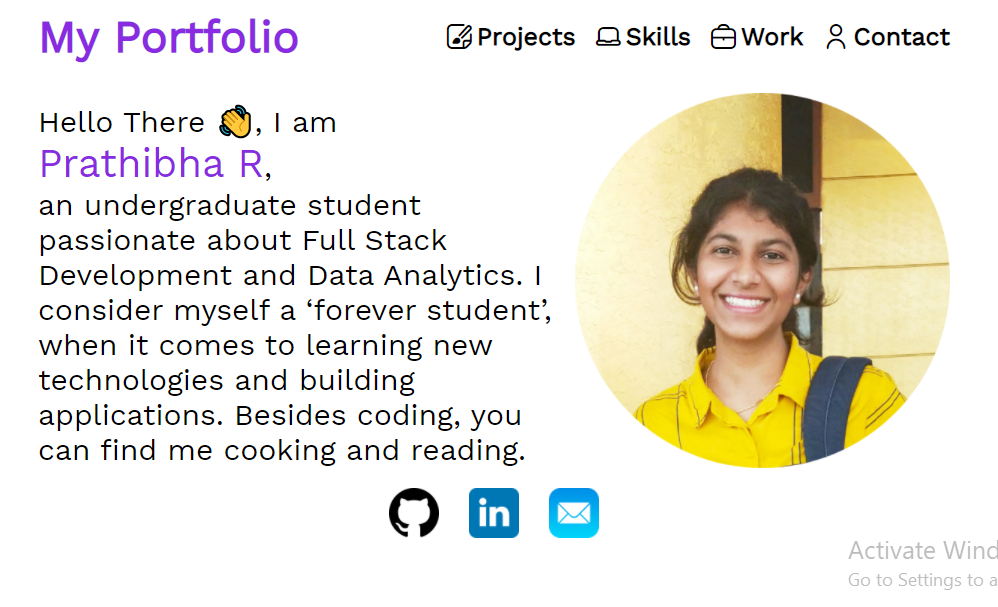 My Portfolio
Projects Skills Work Contact
Hello There 👋, I am
Prathibha R,
an undergraduate student
passionate about Full Stack
Development and Data Analytics. I
consider myself a ‘forever student’,
when it comes to learning new
technologies and building
applications. Besides coding, you
can find me cooking and reading.
in
Activate Wind
Go to Settings to a